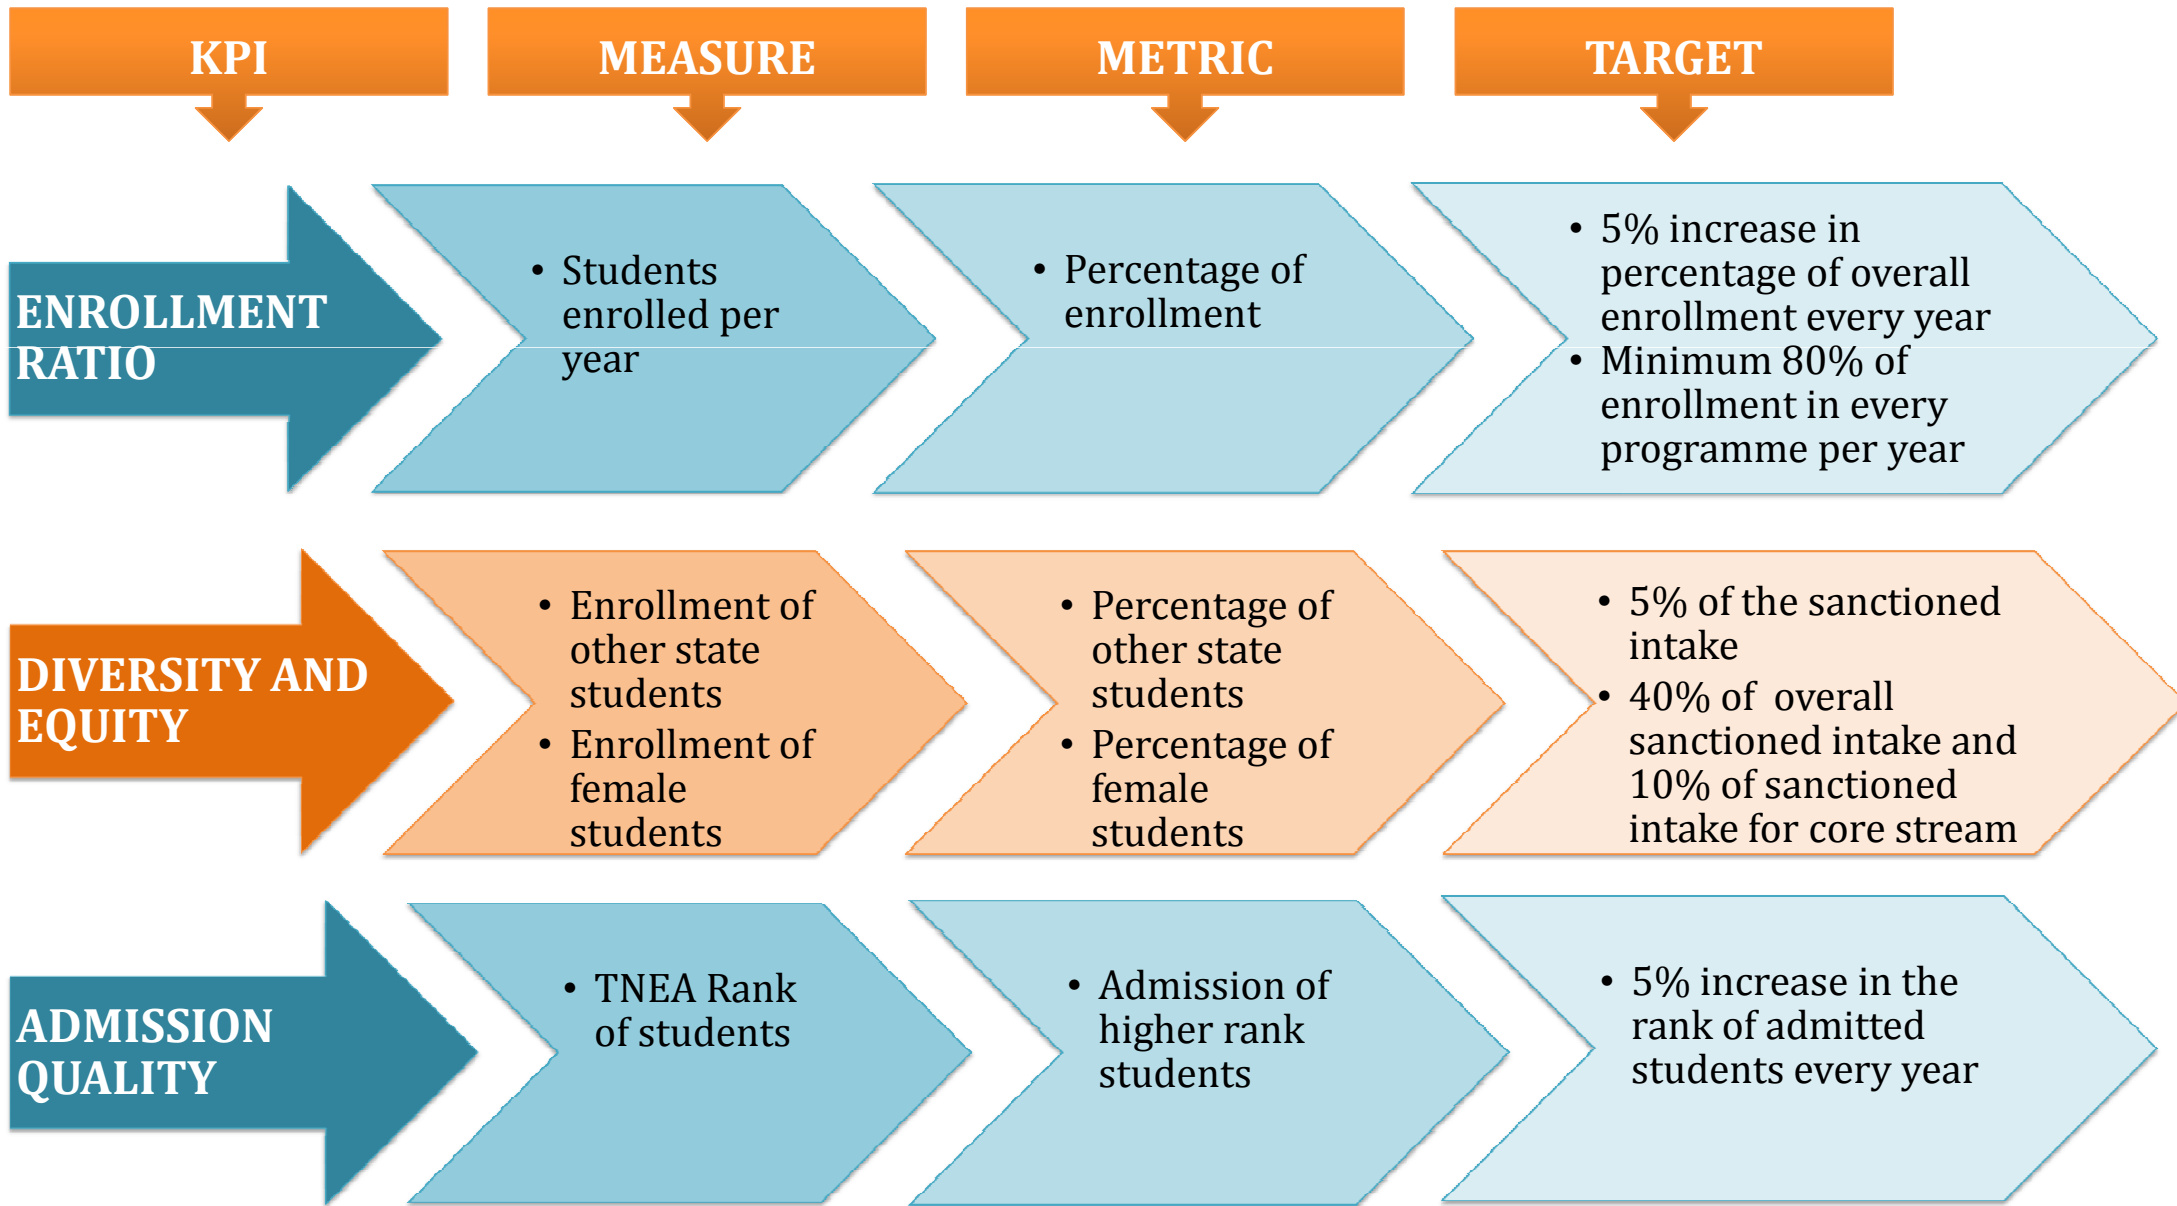 KPI
MEASURE
METRIC
TARGET
ENROLLMENT
RATIO
• Students
enrolled per
year
• Percentage of
enrollment
• 5% increase in
percentage of overall
enrollment every year
• Minimum 80% of
enrollment in every
programme per year
DIVERSITY AND
EQUITY
• Enrollment of
other state
students
• Enrollment of
female
students
• Percentage of
other state
students
• Percentage of
female
students
• 5% of the sanctioned
intake
• 40% of overall
sanctioned intake and
10% of sanctioned
intake for core stream
ADMISSION
QUALITY
• TNEA Rank
of students
• Admission of
higher rank
students
• 5% increase in the
rank of admitted
students every year